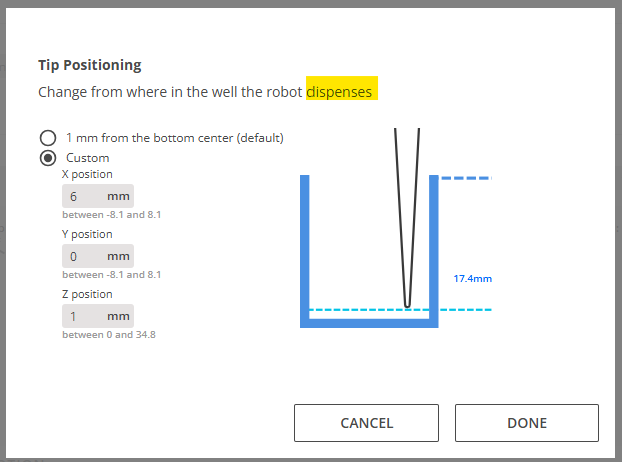 Tip Positioning
Change from where in the well the robot dispenses
1 mm from the bottom center (default)
Custom
X position
6 mm
between -8.1 and 8.1
Y position
0 mm
between -8.1 and 8.1
Z position
1 mm
between 0 and 34.8
17.4mm
CANCEL
DONE